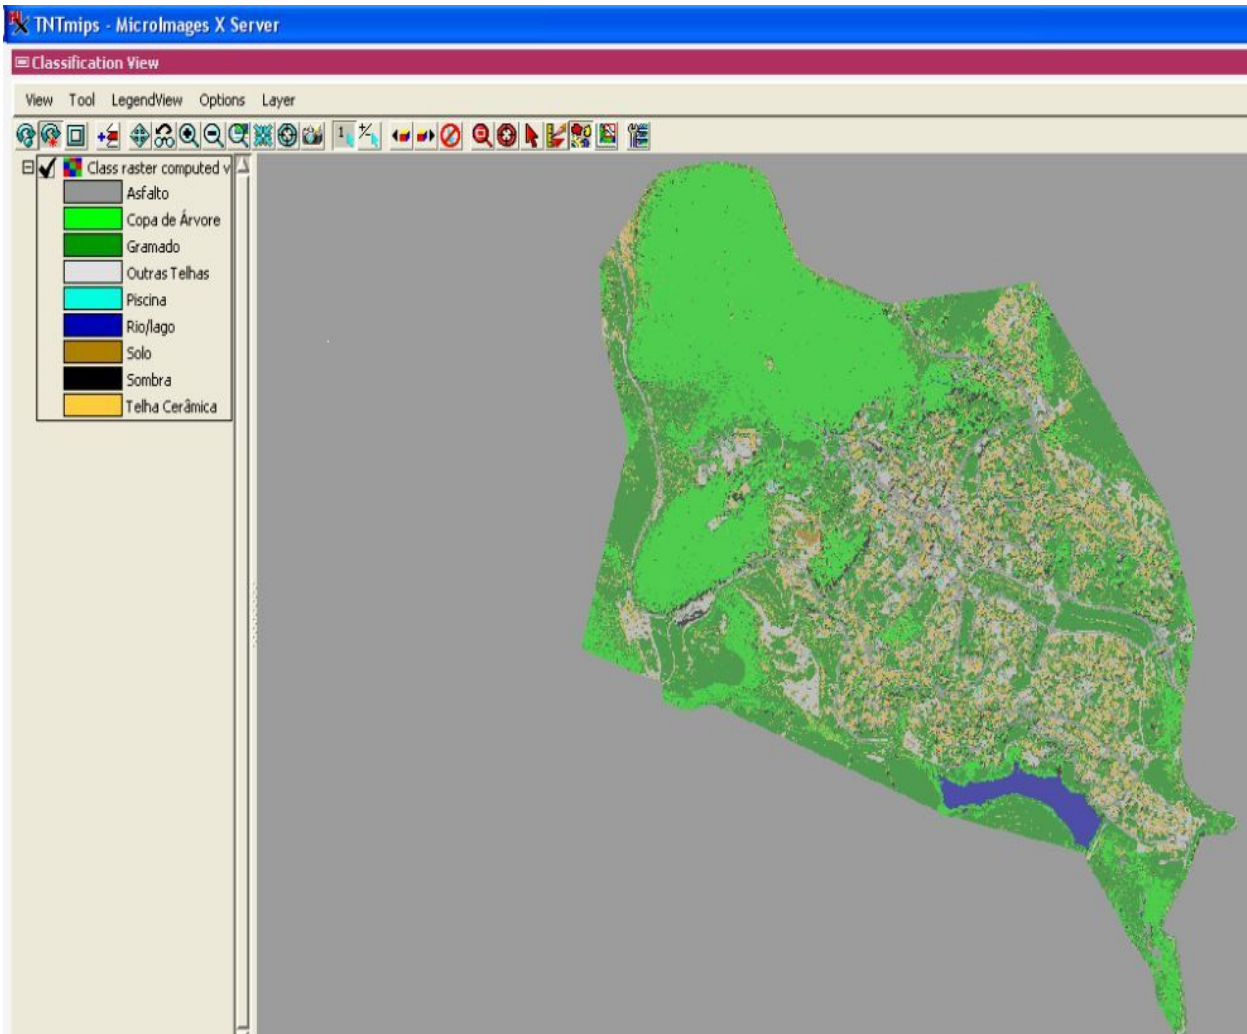 TNTmips - MicroImages X Server
Classification View
View Tool LegendView Options Layer
Class raster computed v
Asfalto
Copa de Árvore
Gramado
Outras Telhas
Piscina
Rio/lago
Solo
Sombra
Telha Cerâmica